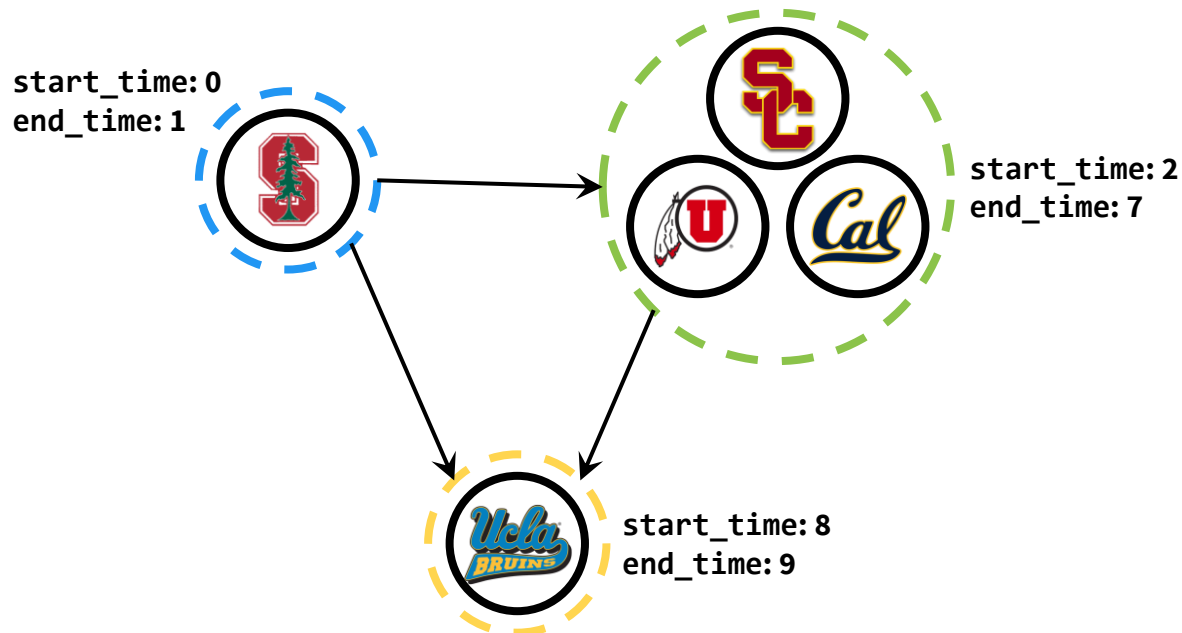 start_time: 0
end_time: 1
S
SC
U
Cal
start_time: 2
end_time: 7
Ucla
BRUINS
start_time: 8
end_time: 9